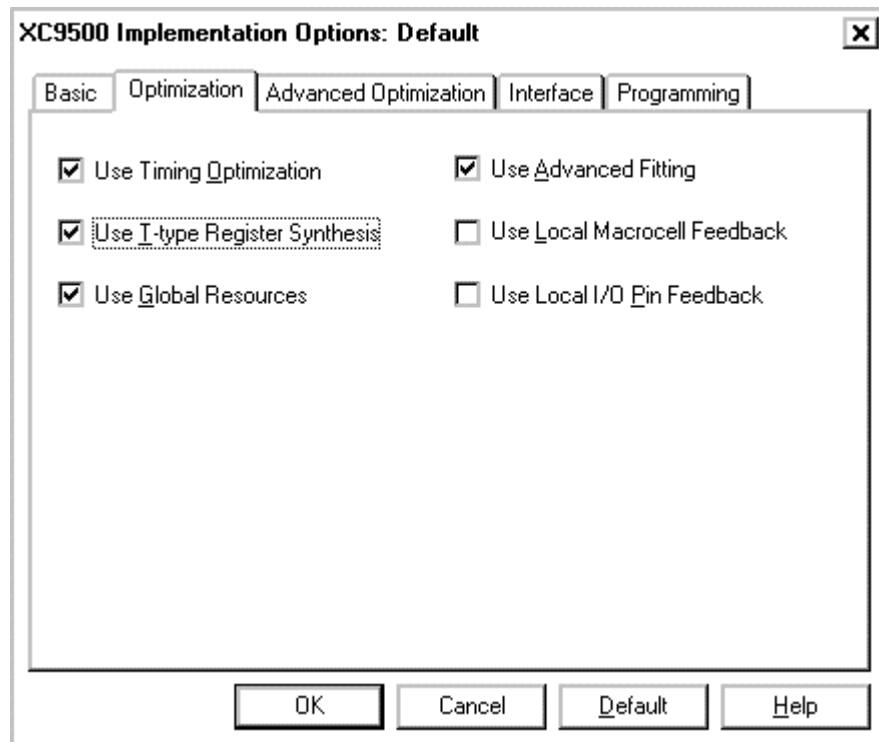 XC9500 Implementation Options: Default
Basic Optimization Advanced Optimization Interface Programming
Use Timing Optimization Use Advanced Fitting
Use T-type Register Synthesis Use Local Macrocell Feedback
Use Global Resources Use Local I/O Pin Feedback
OK Cancel Default Help